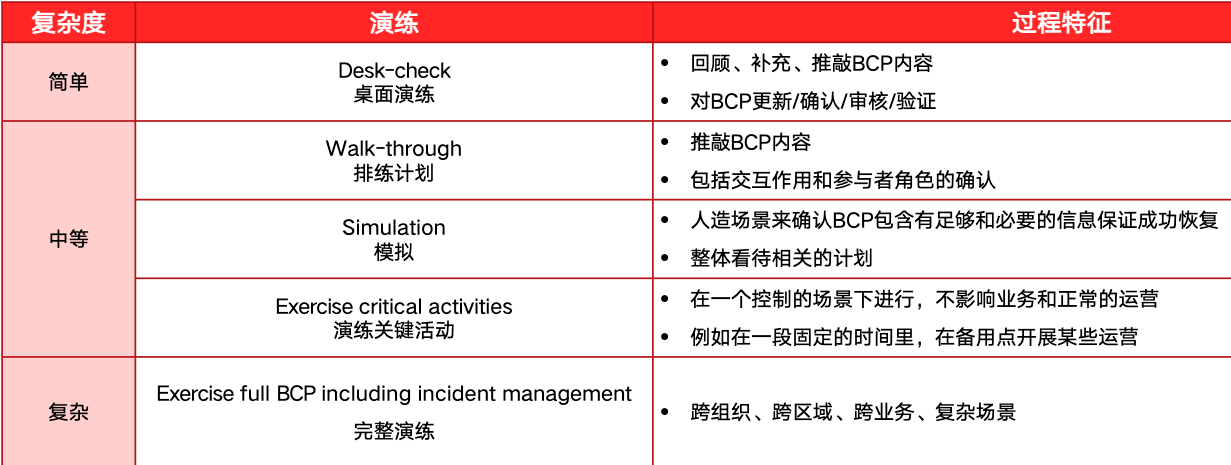 复杂度
演练
过程特征
简单
Desk-check
桌面演练
• 回顾、补充、推敲BCP内容
• 对BCP更新/确认/审核/验证
中等
Walk-through
排练计划
• 推敲BCP内容
• 包括交互作用和参与者角色的确认
Simulation
模拟
• 人造场景来确认BCP包含有足够和必要的信息保证成功恢复
• 整体看待相关的计划
Exercise critical activities
演练关键活动
• 在一个控制的场景下进行，不影响业务和正常的运营
• 例如在一段固定的时间里，在备用点开展某些运营
复杂
Exercise full BCP including incident management
完整演练
• 跨组织、跨区域、跨业务、复杂场景